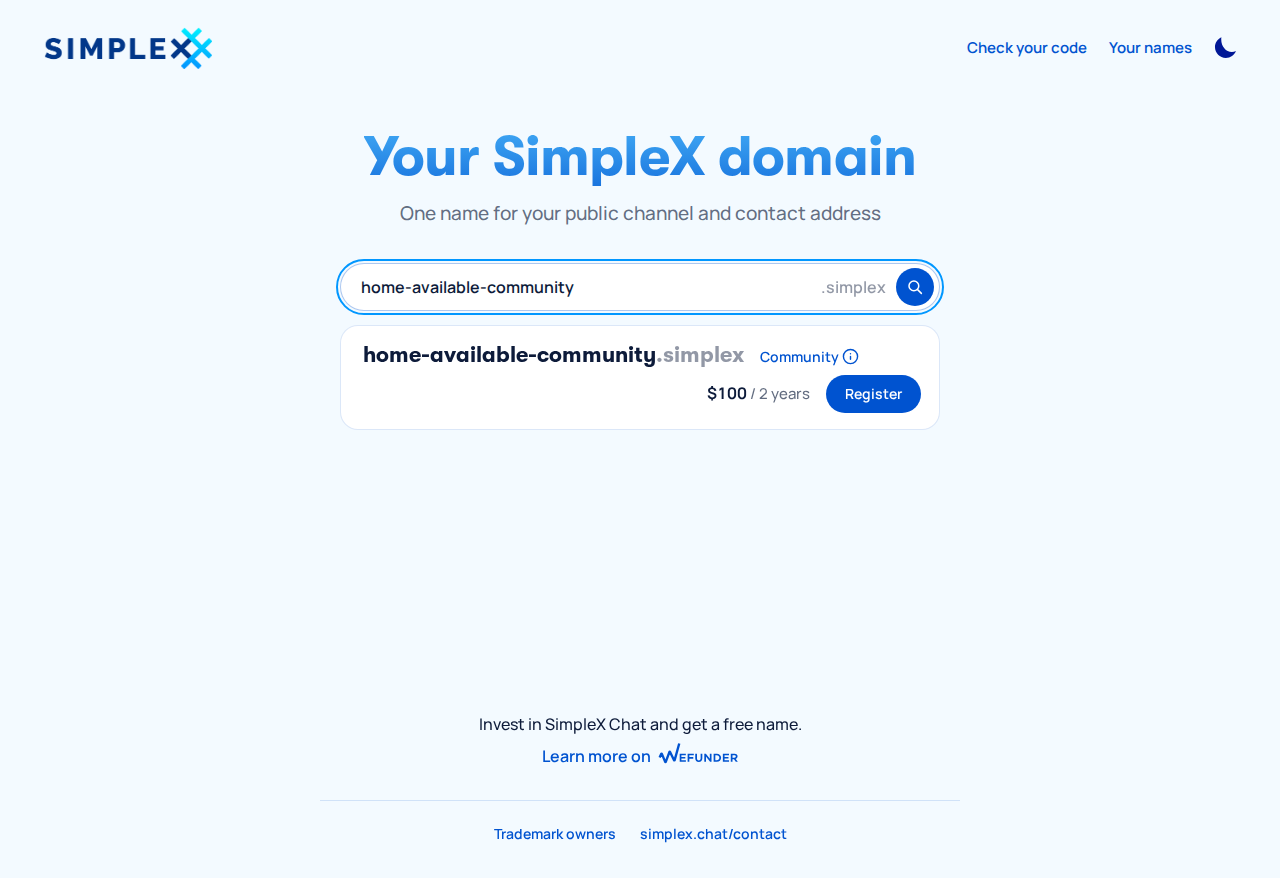 SIMPLEX
Check your code
Your names
Your SimpleX domain
One name for your public channel and contact address
home-available-community
.simplex
home-available-community.simplex
Community
$100 / 2 years
Register
Invest in SimpleX Chat and get a free name.
Learn more on WEFUNDER
Trademark owners
simplex.chat/contact